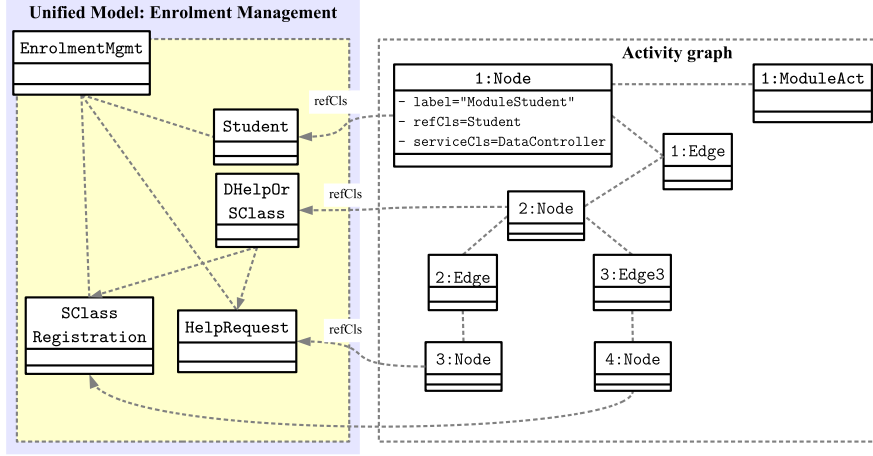 Unified Model: Enrolment Management
EnrolmentMgmt
Student
DHelpOr
SClass
SClass
Registration
HelpRequest
refCls
refCls
refCls
Activity graph
1:Node
- label="ModuleStudent"
- refCls=Student
- serviceCls=DataController
1:ModuleAct
1:Edge
2:Node
2:Edge
3:Edge3
3:Node
4:Node